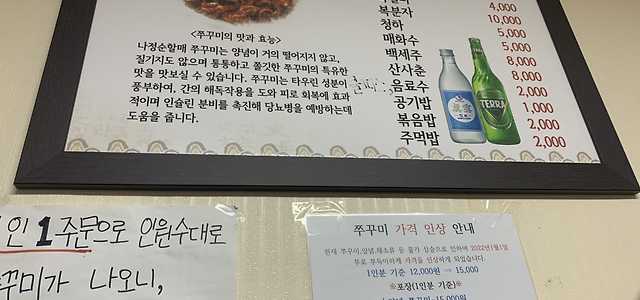 <쭈꾸미의 맛과 효능>
나정순할매 쭈꾸미는 양념이 거의 떨어지지 않고,
질기지도 않으며 통통하고 쫄깃한 쭈꾸미의 특유한
맛을 맛보실 수 있습니다. 쭈꾸미는 타우린 성분이
풍부하여, 간의 해독작용을 도와 피로 회복에 효과
적이며 인슐린 분비를 촉진해 당뇨병을 예방하는데
도움을 줍니다.
4,000
복분자 10,000
청하 5,000
매화수 5,000
백세주 8,000
산사춘 8,000
음료수 2,000
공기밥 1,000
볶음밥 2,000
주먹밥 2,000
TERRA
인 1 주문으로 인원수대로
꾸미가 나오니,
쭈꾸미 가격 인상 안내
현재 쭈꾸미,양념,채소류 등 물가 상승으로 인하여 2022년1월1일
부로 부득이하게 가격을 인상하게 되었습니다.
1인분 기준 12,000원 → 15,000
※포장(1인분 기준)※
15,000원